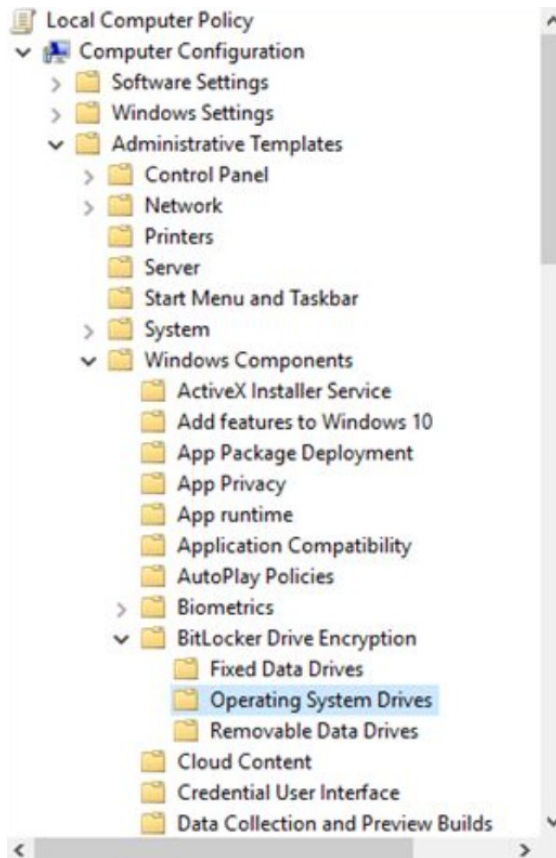 Local Computer Policy
Computer Configuration
Software Settings
Windows Settings
Administrative Templates
Control Panel
Network
Printers
Server
Start Menu and Taskbar
System
Windows Components
ActiveX Installer Service
Add features to Windows 10
App Package Deployment
App Privacy
App runtime
Application Compatibility
AutoPlay Policies
Biometrics
BitLocker Drive Encryption
Fixed Data Drives
Operating System Drives
Removable Data Drives
Cloud Content
Credential User Interface
Data Collection and Preview Builds